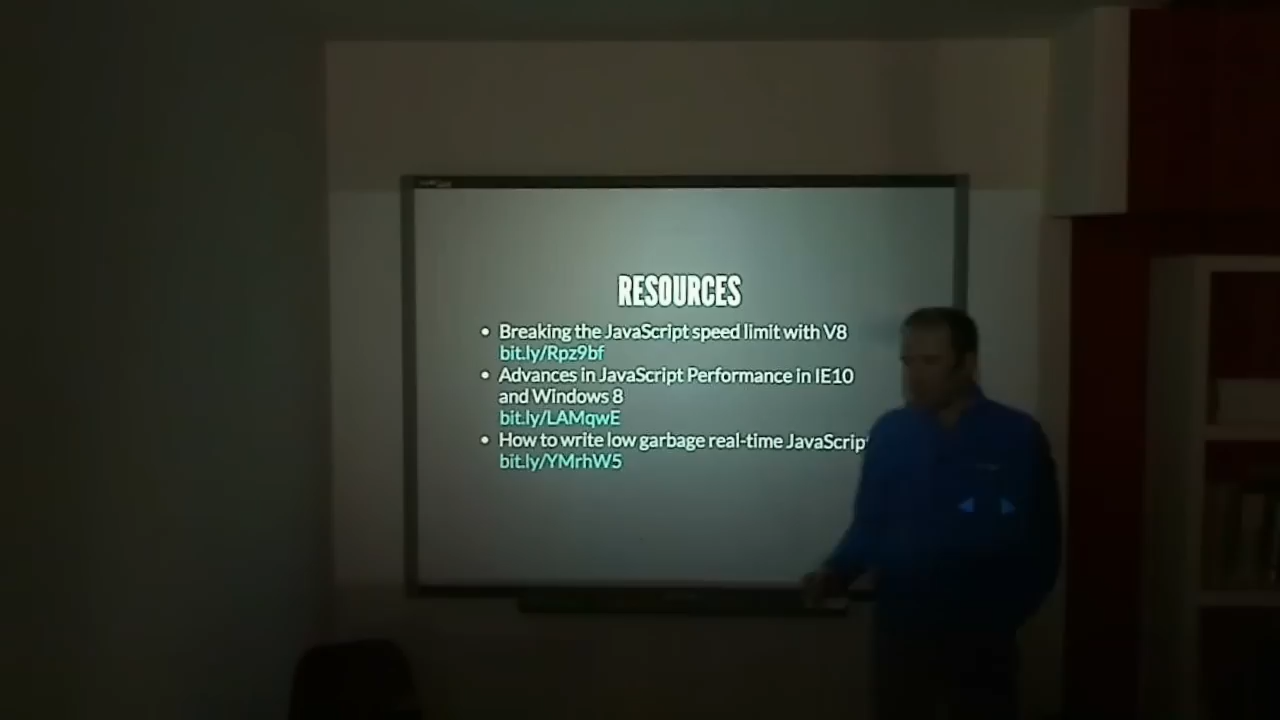 RESOURCES
Breaking the JavaScript speed limit with V8
bit.ly/Rpz9bf
Advances in JavaScript Performance in IE10
and Windows 8
bit.ly/LAMqwE
How to write low garbage real-time JavaScrip
bit.ly/YMrhW5